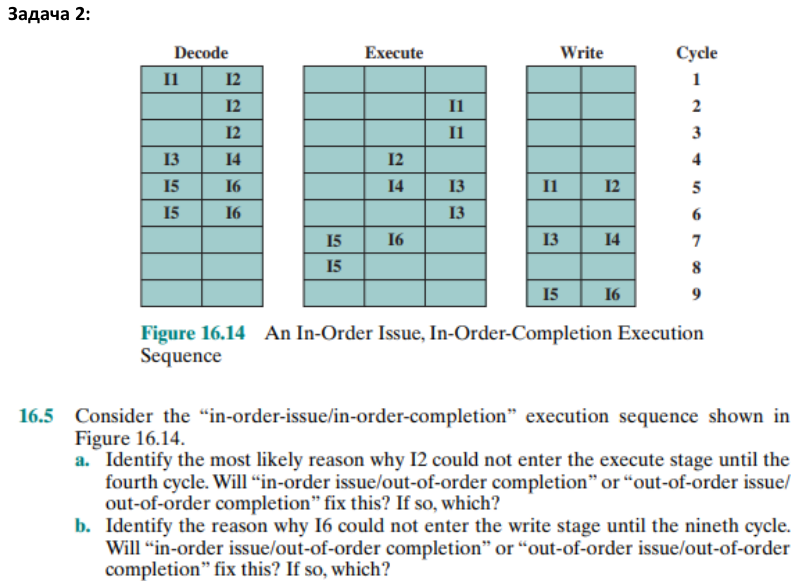 Задача 2:
Decode Execute Write Cycle
I1 I2 1
I2 I1 2
I2 I1 3
I3 I4 I2 4
I5 I6 I4 I3 I1 I2 5
I5 I6 I3 6
I5 I6 I3 I4 7
I5 8
I5 I6 9
Figure 16.14 An In-Order Issue, In-Order-Completion Execution
Sequence
16.5 Consider the “in-order-issue/in-order-completion” execution sequence shown in
Figure 16.14.
a. Identify the most likely reason why I2 could not enter the execute stage until the
fourth cycle. Will “in-order issue/out-of-order completion” or “out-of-order issue/
out-of-order completion” fix this? If so, which?
b. Identify the reason why I6 could not enter the write stage until the nineth cycle.
Will “in-order issue/out-of-order completion” or “out-of-order issue/out-of-order
completion” fix this? If so, which?